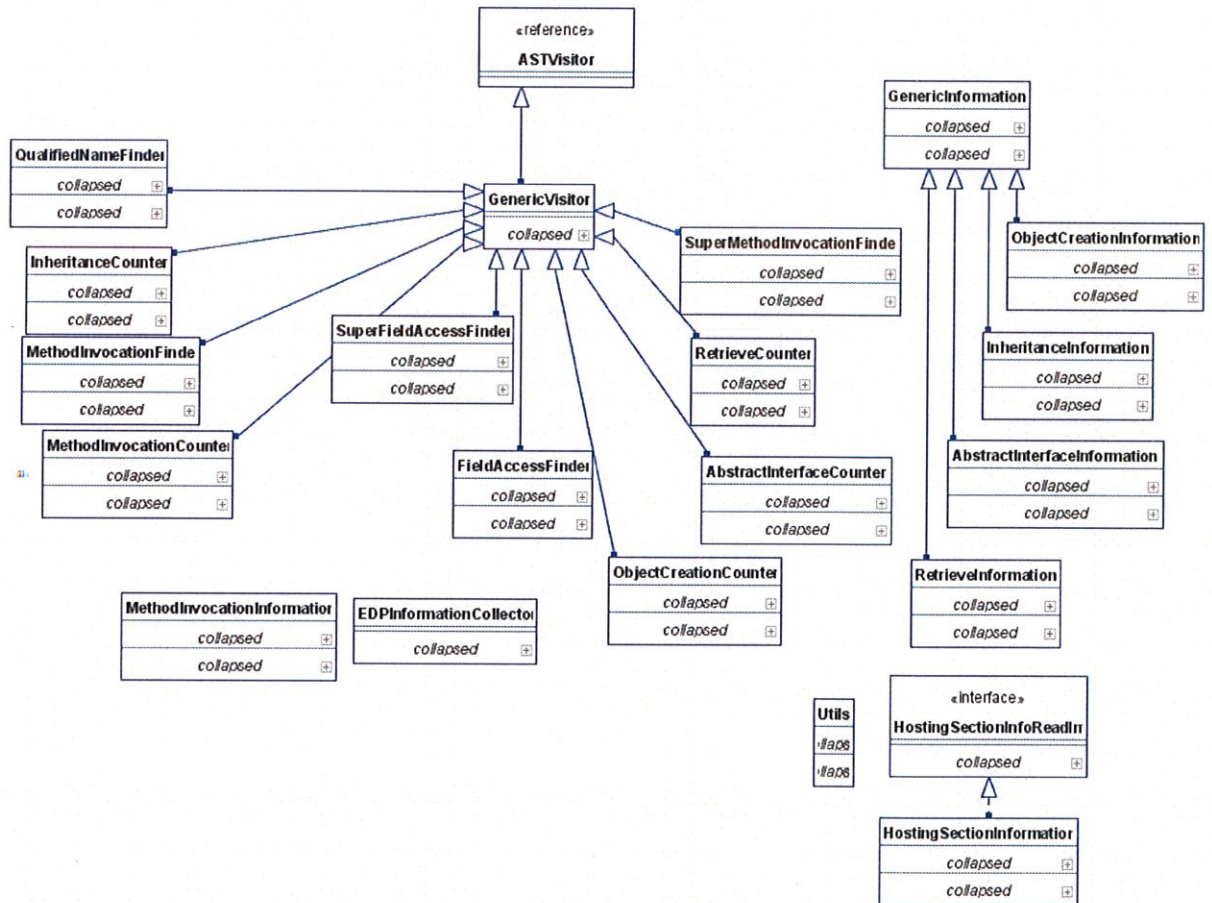 «reference»
ASTVisitor
GenericInformation
collapsed
collapsed
QualifiedNameFinder
collapsed
collapsed
GenericVisitor
collapsed
SuperMethodInvocationFinde
collapsed
collapsed
ObjectCreationInformation
collapsed
collapsed
InheritanceCounter
collapsed
collapsed
SuperFieldAccessFinder
collapsed
collapsed
MethodInvocationFinde
collapsed
collapsed
RetrieveCounter
collapsed
collapsed
InheritanceInformation
collapsed
collapsed
MethodInvocationCounter
collapsed
collapsed
FieldAccessFinder
collapsed
collapsed
AbstractInterfaceCounter
collapsed
collapsed
AbstractInterfaceInformation
collapsed
collapsed
ObjectCreationCounter
collapsed
collapsed
RetrieveInformation
collapsed
collapsed
MethodInvocationInformation
collapsed
collapsed
EDPInformationCollector
collapsed
Utils
llaps
llaps
«interface»
HostingSectionInfoReadIm
collapsed
HostingSectionInformation
collapsed
collapsed